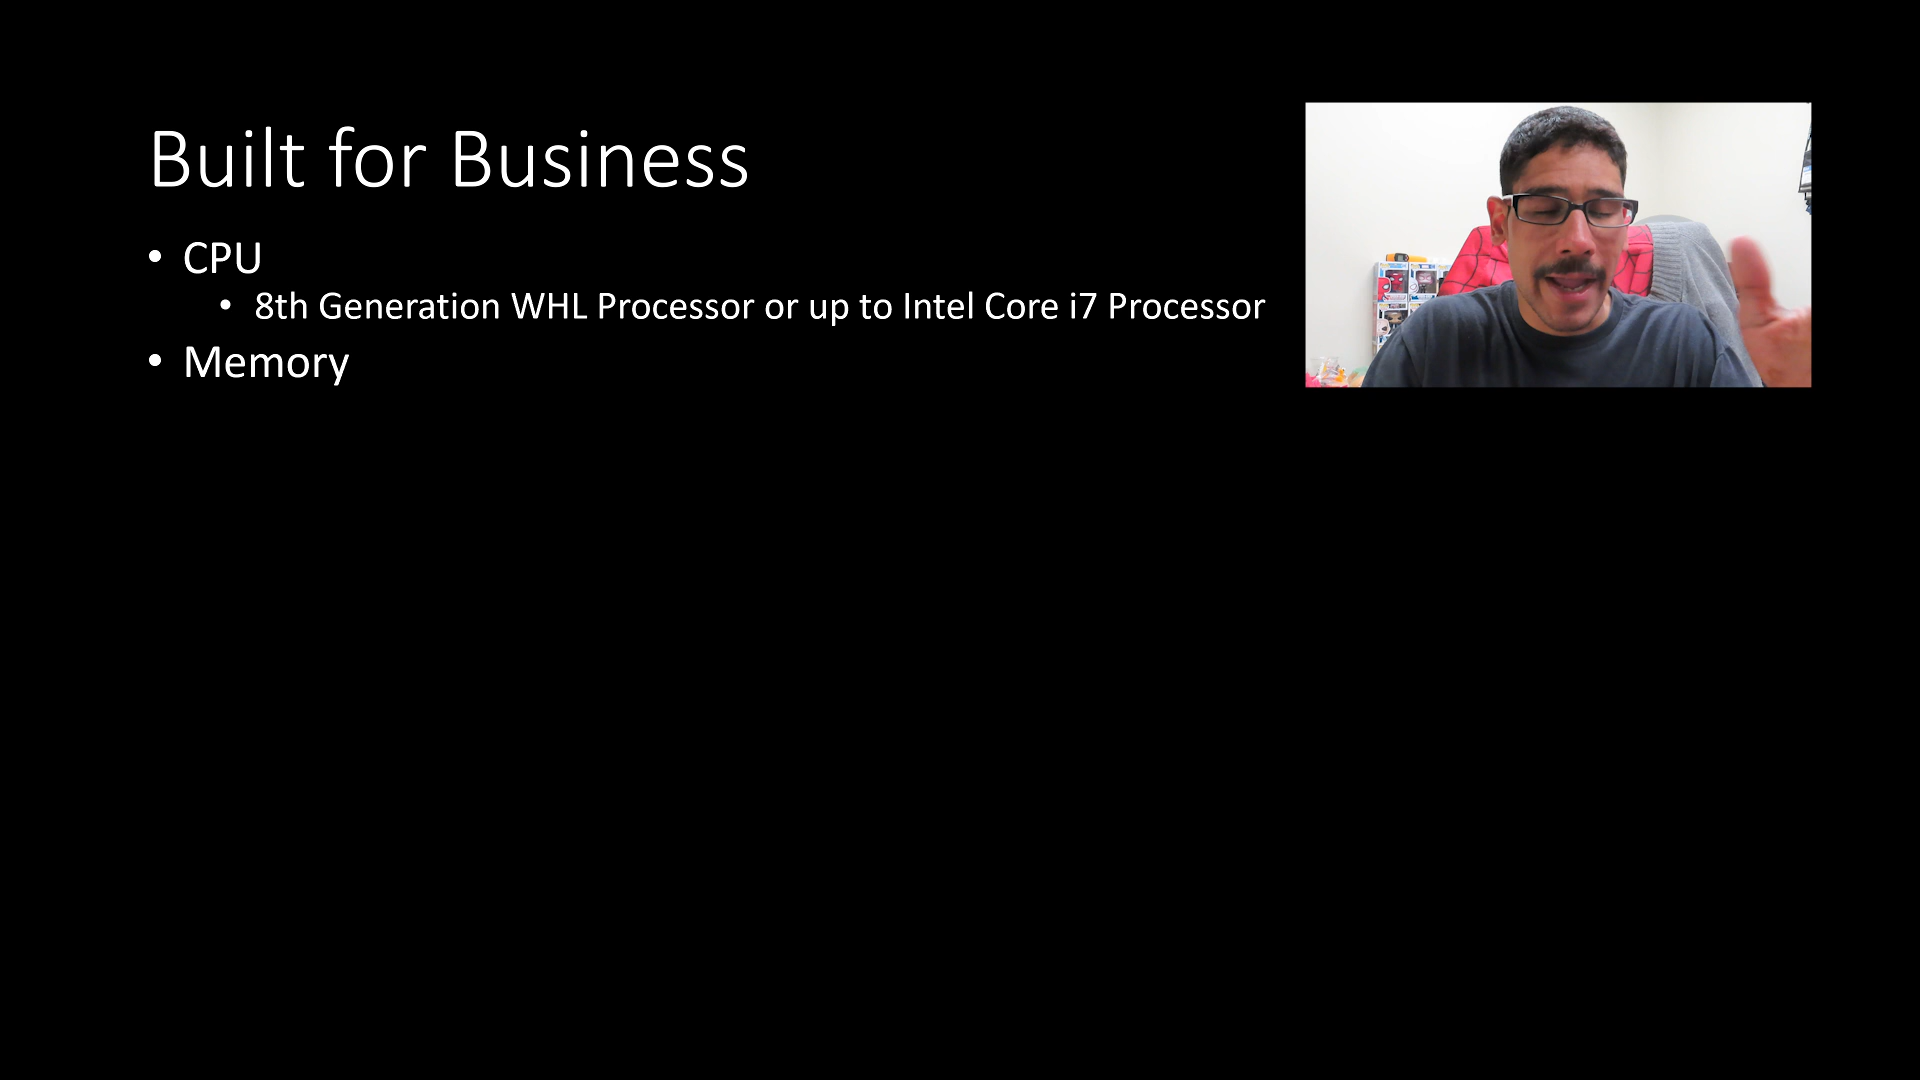 Built for Business
• CPU
• 8th Generation WHL Processor or up to Intel Core i7 Processor
• Memory